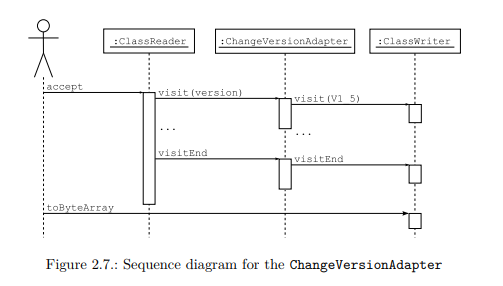 :ClassReader :ChangeVersionAdapter :ClassWriter
accept
visit(version)
visit(V1_5)
...
...
visitEnd
visitEnd
toByteArray
Figure 2.7.: Sequence diagram for the ChangeVersionAdapter